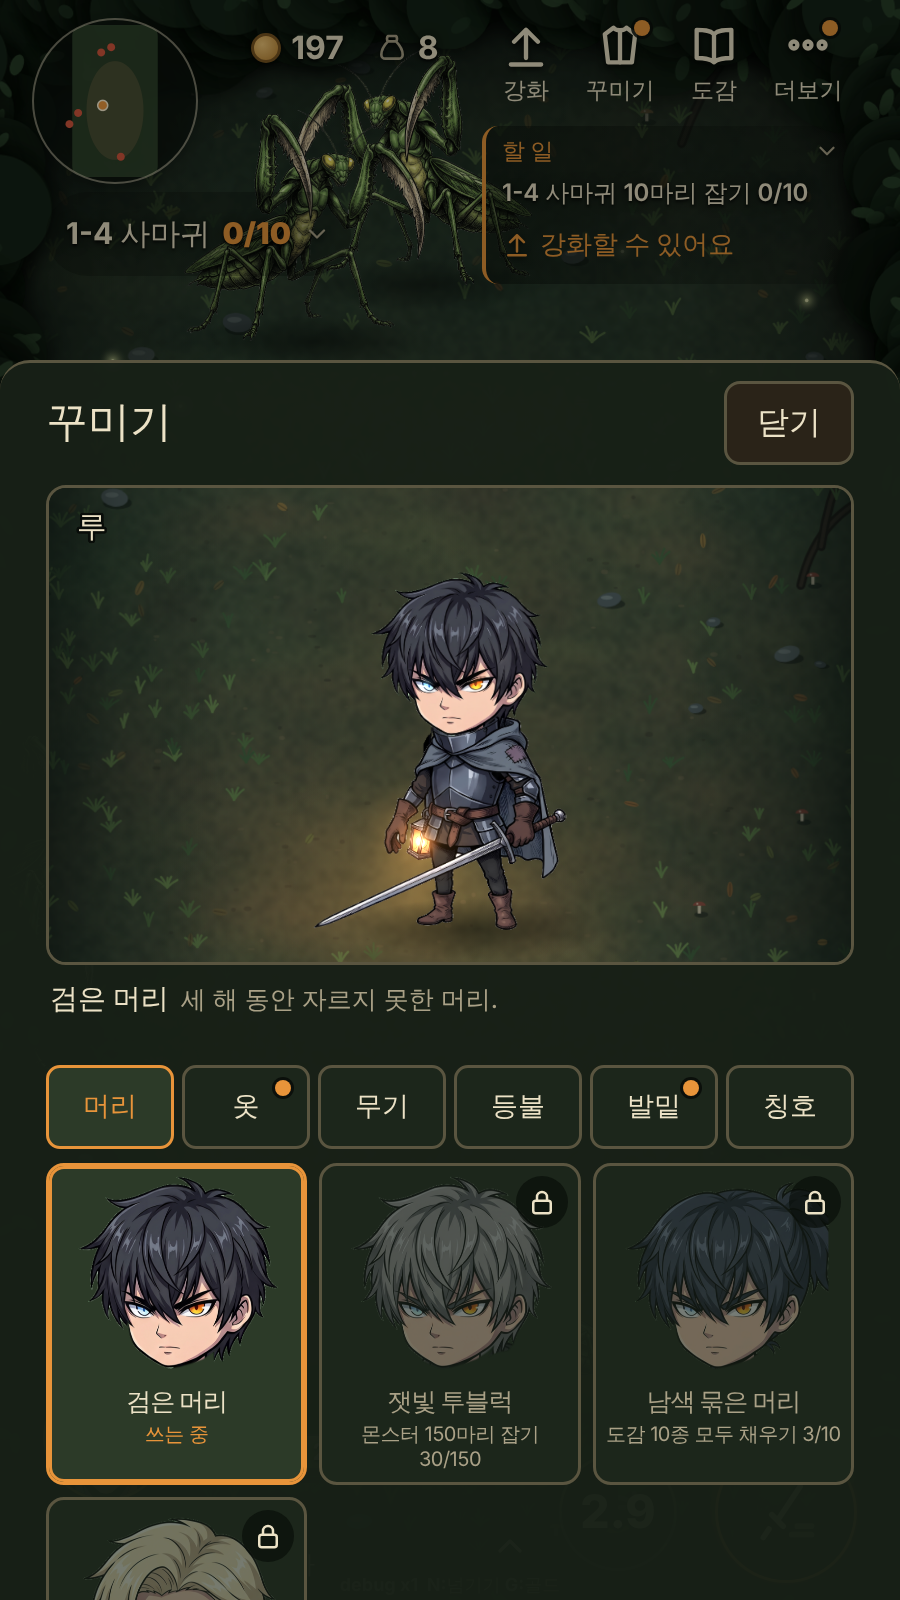 197
8
강화
꾸미기
도감
더보기
할 일
1-4 사마귀 10마리 잡기 0/10
강화할 수 있어요
1-4 사마귀 0/10
꾸미기
닫기
루
검은 머리 세 해 동안 자르지 못한 머리.
머리
옷
무기
등불
발밑
칭호
검은 머리
쓰는 중
잿빛 투블럭
몬스터 150마리 잡기
30/150
남색 묶은 머리
도감 10종 모두 채우기 3/10
2.9